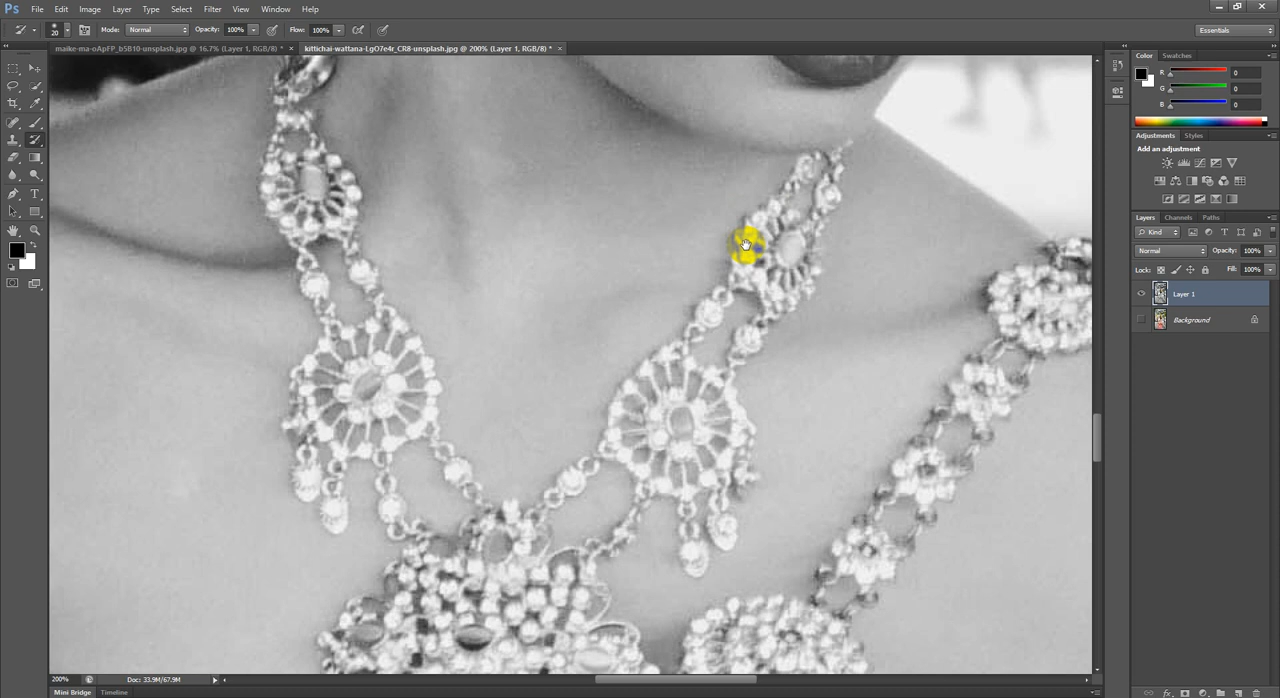 Ps File Edit Image Layer Type Select Filter View Window Help
20 Mode: Normal Opacity: 100% Flow: 100% Essentials
maike-ma-oApFP_b5B10-unsplash.jpg @ 16.7% (Layer 1, RGB/8) * × kittichai-wattana-LgO7e4r_CR8-unsplash.jpg @ 200% (Layer 1, RGB/8) * ×
Color Swatches
R 0
G 0
B 0
Adjustments Styles
Add an adjustment
Layers Channels Paths
Kind
Normal Opacity: 100%
Lock: Fill: 100%
Layer 1
Background
200% Doc: 33.9M/67.9M
Mini Bridge Timeline